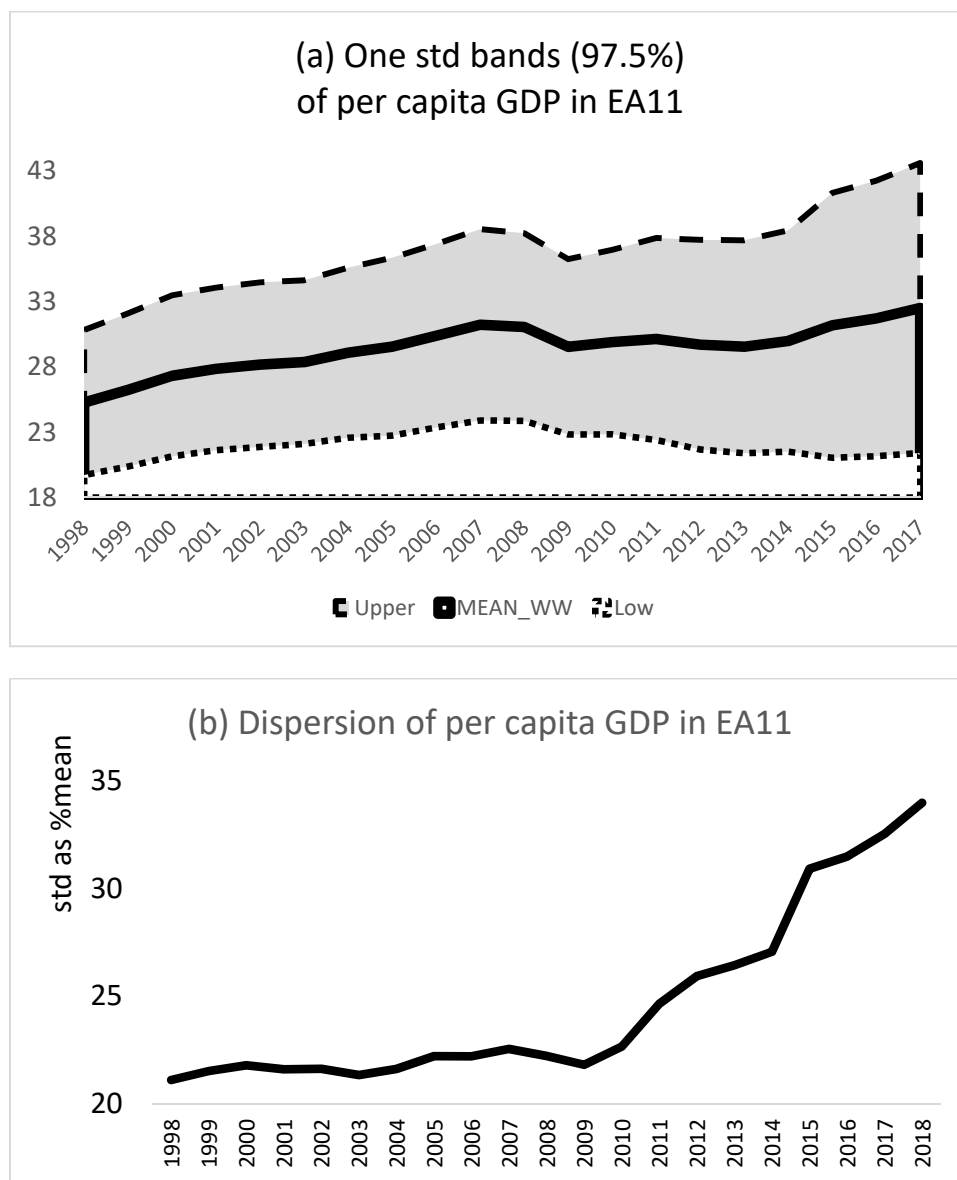 (a) One std bands (97.5%)
of per capita GDP in EA11
43
38
33
28
23
18
1998 1999 2000 2001 2002 2003 2004 2005 2006 2007 2008 2009 2010 2011 2012 2013 2014 2015 2016 2017
Upper MEAN_WW Low
(b) Dispersion of per capita GDP in EA11
std as %mean
35
30
25
20
1998 1999 2000 2001 2002 2003 2004 2005 2006 2007 2008 2009 2010 2011 2012 2013 2014 2015 2016 2017 2018